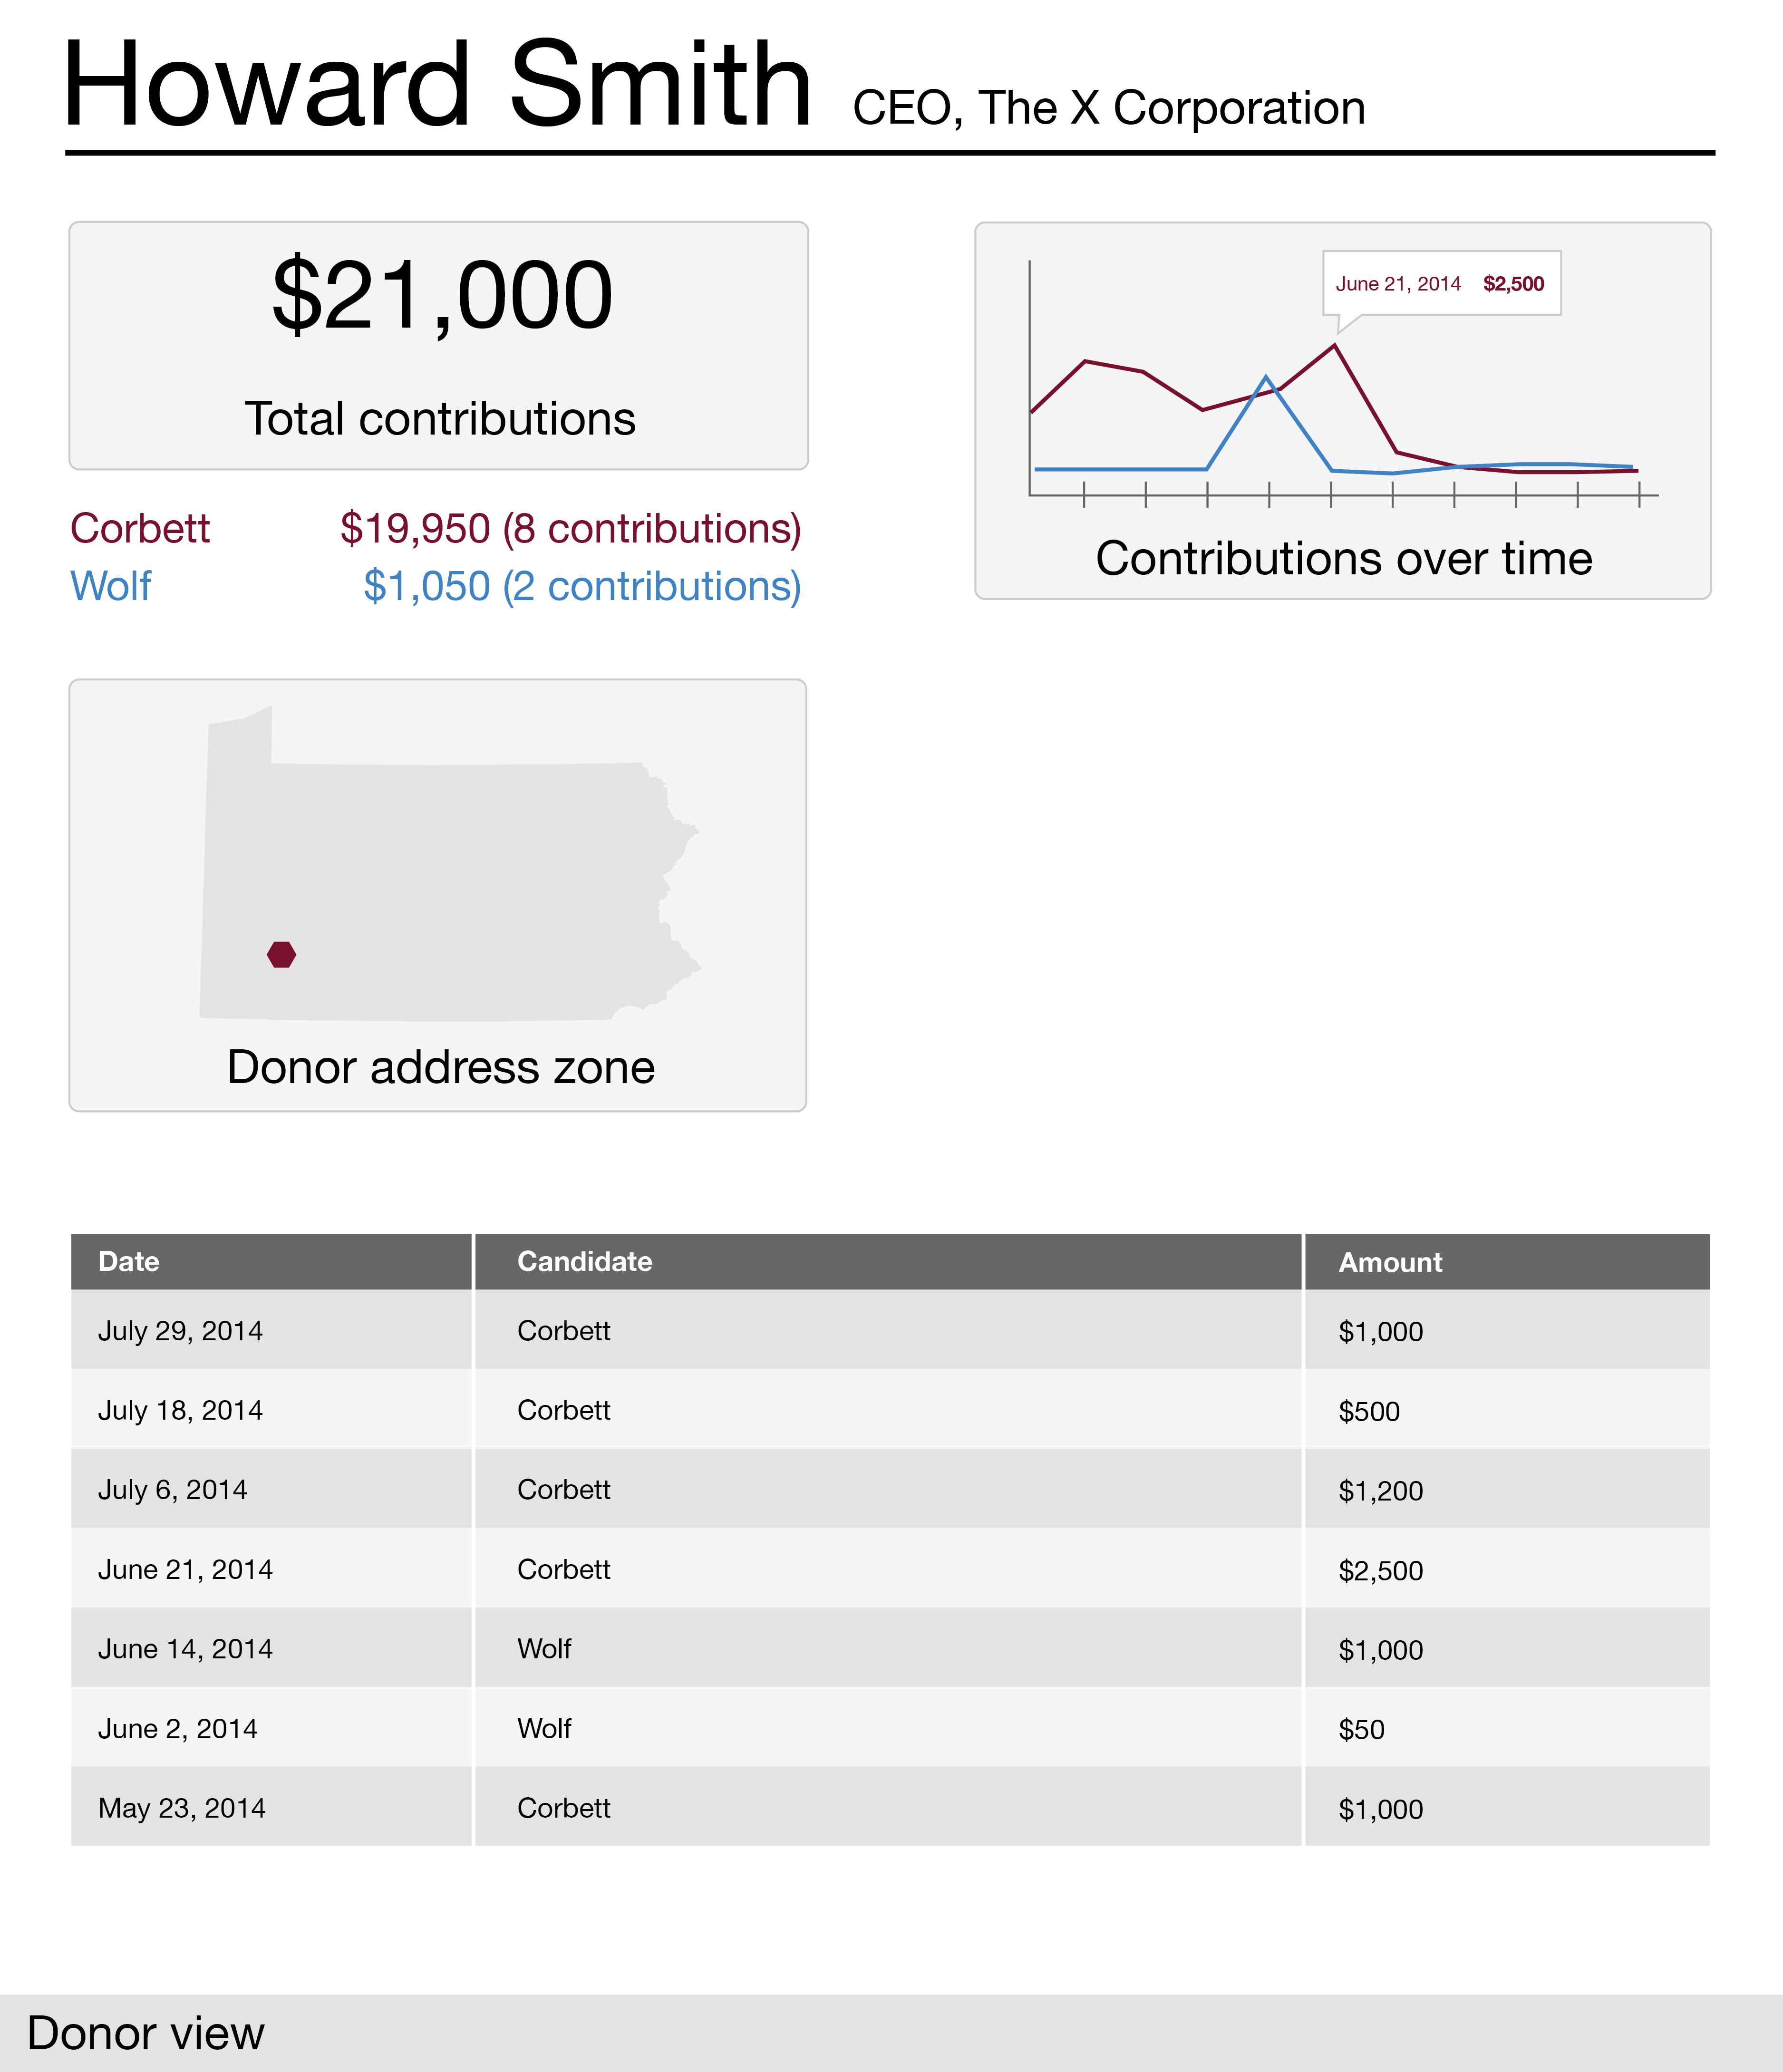 Howard Smith CEO, The X Corporation
$21,000
Total contributions
Corbett $19,950 (8 contributions)
Wolf $1,050 (2 contributions)
June 21, 2014 $2,500
Contributions over time
Donor address zone
Date Candidate Amount
July 29, 2014 Corbett $1,000
July 18, 2014 Corbett $500
July 6, 2014 Corbett $1,200
June 21, 2014 Corbett $2,500
June 14, 2014 Wolf $1,000
June 2, 2014 Wolf $50
May 23, 2014 Corbett $1,000
Donor view